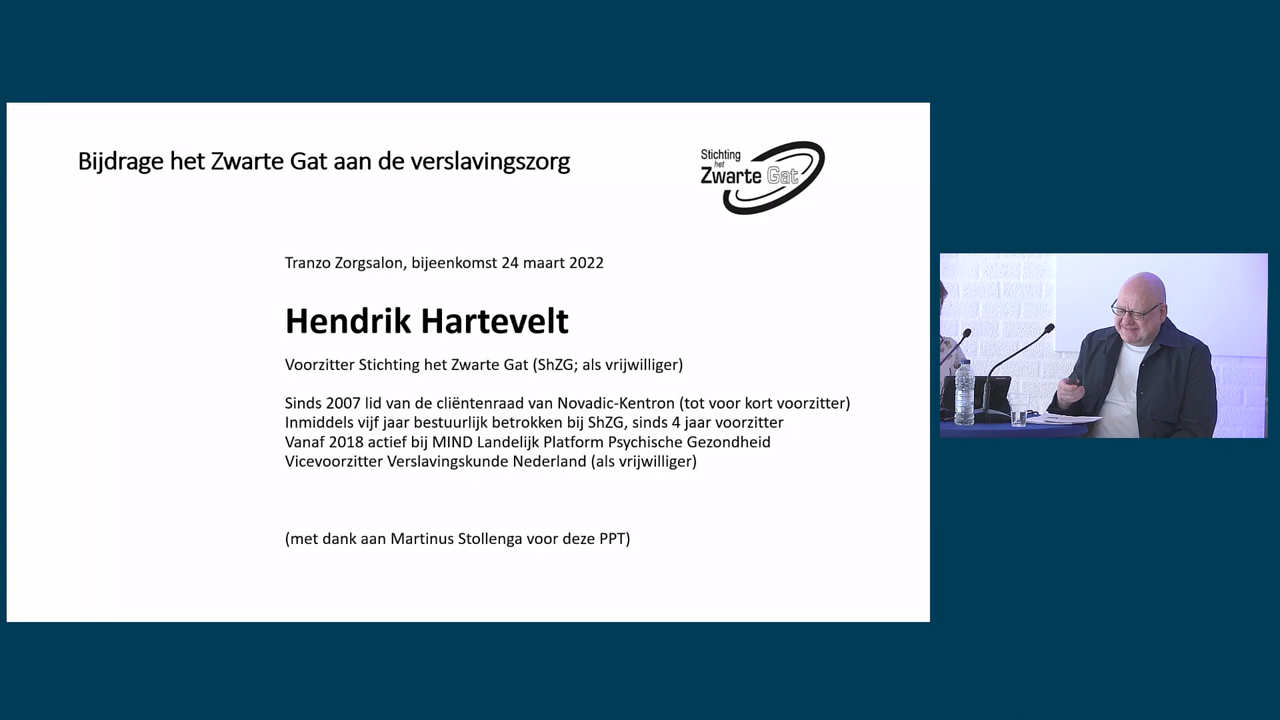 Bijdrage het Zwarte Gat aan de verslavingszorg
Stichting
het
Zwarte Gat
Tranzo Zorgsalon, bijeenkomst 24 maart 2022
Hendrik Hartevelt
Voorzitter Stichting het Zwarte Gat (ShZG; als vrijwilliger)
Sinds 2007 lid van de cliëntenraad van Novadic-Kentron (tot voor kort voorzitter)
Inmiddels vijf jaar bestuurlijk betrokken bij ShZG, sinds 4 jaar voorzitter
Vanaf 2018 actief bij MIND Landelijk Platform Psychische Gezondheid
Vicevoorzitter Verslavingskunde Nederland (als vrijwilliger)
(met dank aan Martinus Stollenga voor deze PPT)